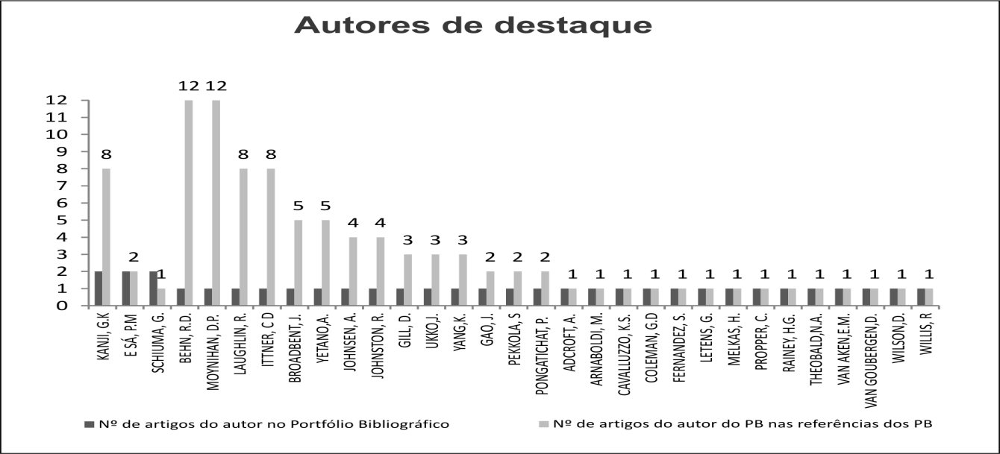 Autores de destaque
12
11
10
9
8
7
6
5
4
3
2
1
0
8
2
1
12
12
8
8
5
5
4
4
3
3
3
2
2
2
1
1
1
1
1
1
1
1
1
1
1
1
1
1
KANJI, G.K
E SÁ, P.M
SCHIUMA, G.
BEHN, R.D.
MOYNIHAN, D.P.
LAUGHLIN, R.
ITTNER, C D
BROADBENT, J.
YETANO,A.
JOHNSEN, A.
JOHNSTON, R.
GILL, D.
UKKO,J.
YANG,K.
GAO, J.
PEKKOLA, S
PONGATICHAT, P.
ADCROFT, A.
ARNABOLDI, M.
CAVALLUZZO, K.S.
COLEMAN, G.D
FERNANDEZ, S.
LETENS, G.
MELKAS, H.
PROPPER, C.
RAINEY, H.G.
THEOBALD,N.A.
VAN AKEN,E.M.
VAN GOUBERGEN,D.
WILSON,D.
WILLIS, R
Nº de artigos do autor no Portfólio Bibliográfico
Nº de artigos do autor do PB nas referências dos PB